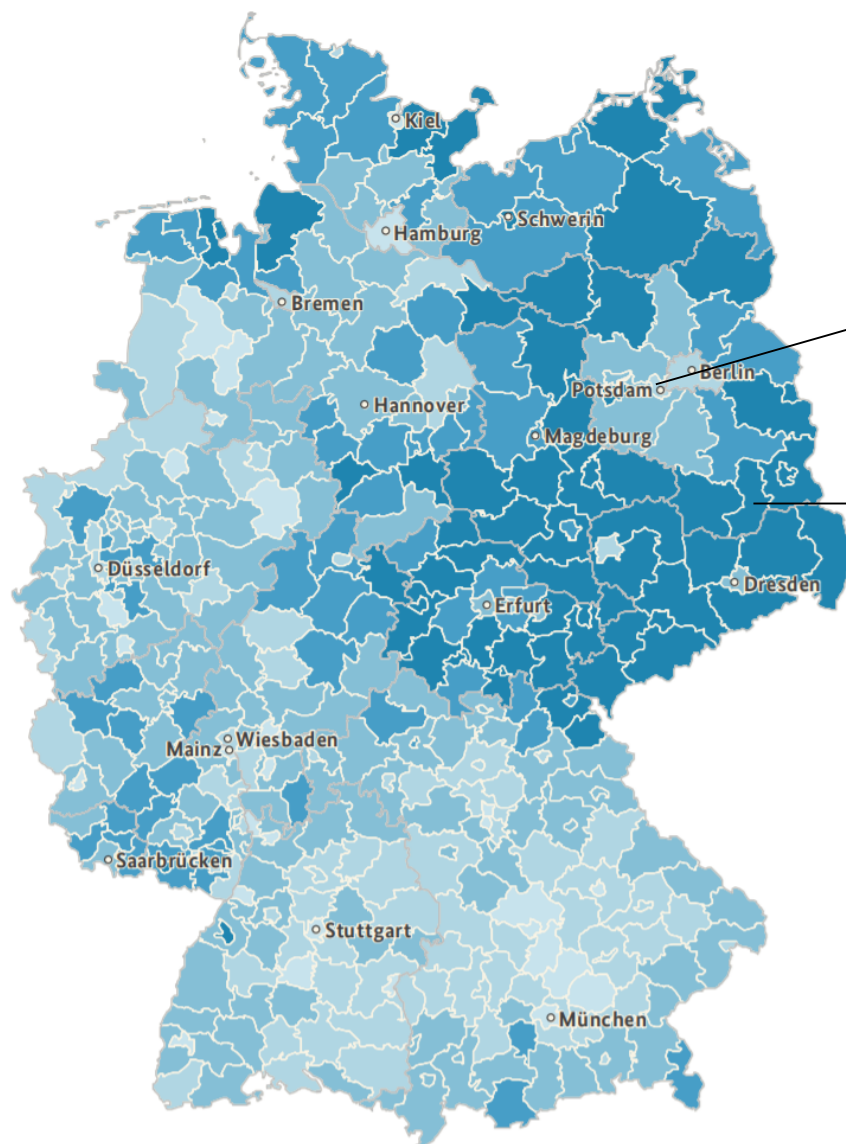 Kiel
Schwerin
Hamburg
Bremen
Berlin
Potsdam
Hannover
Magdeburg
Düsseldorf
Dresden
Erfurt
Wiesbaden
Mainz
Saarbrücken
Stuttgart
München